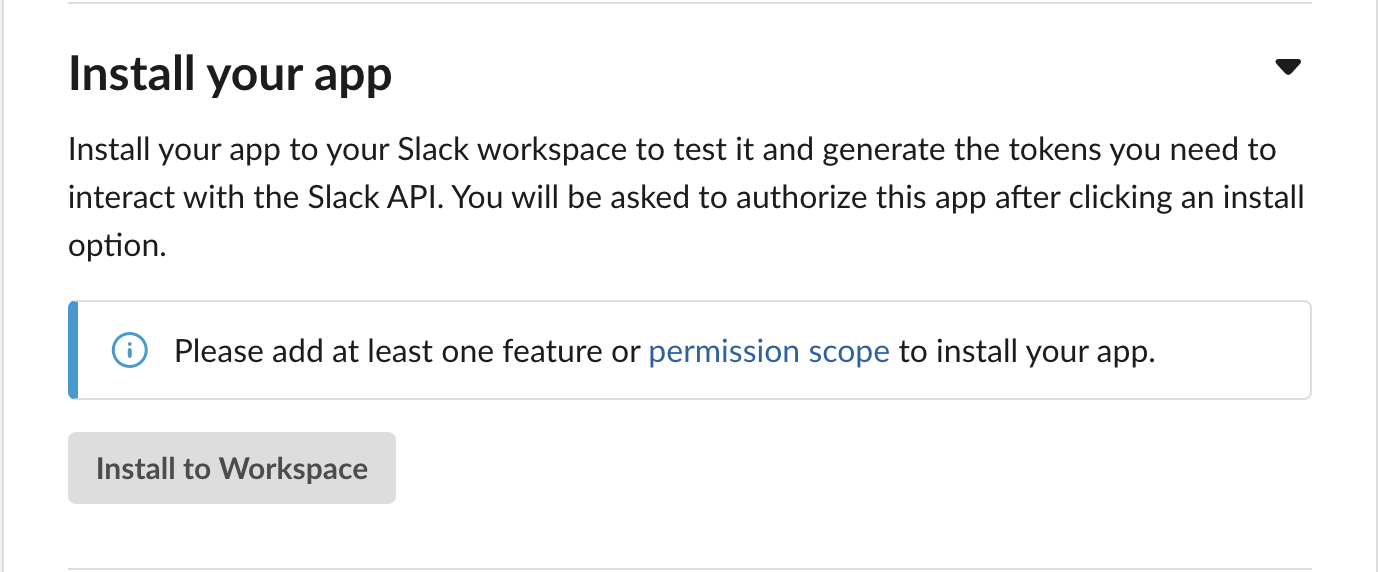 Install your app
Install your app to your Slack workspace to test it and generate the tokens you need to
interact with the Slack API. You will be asked to authorize this app after clicking an install
option.
Please add at least one feature or permission scope to install your app.
Install to Workspace